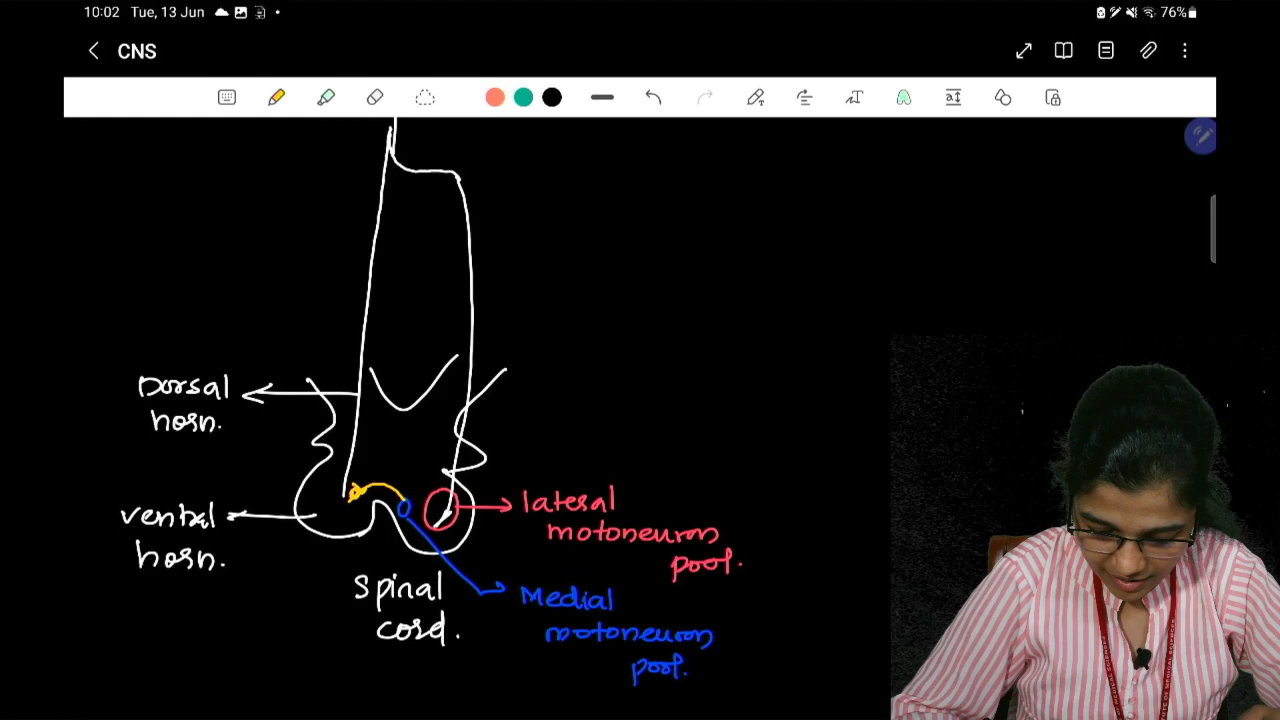 10:02 Tue, 13 Jun
76%
CNS
Dorsal
horn.
ventral
horn.
lateral
motoneuron
pool.
Medial
motoneuron
pool.
Spinal
cord.